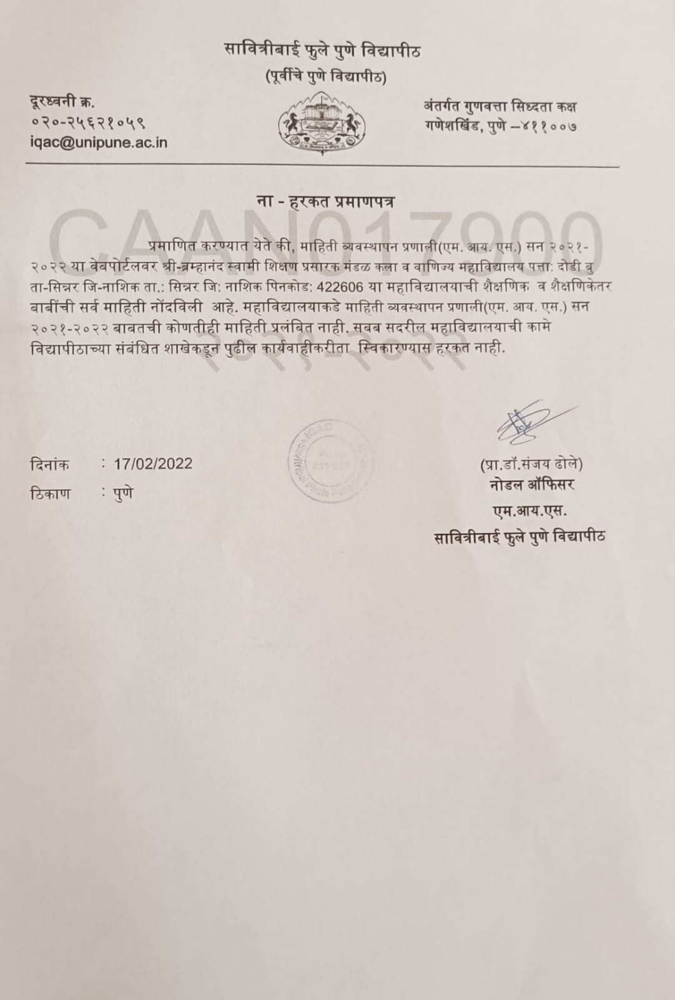 सावित्रीबाई फुले पुणे विद्यापीठ
(पूर्वीचे पुणे विद्यापीठ)
दूरध्वनी क्र.
०२०-२५६२१०५९
iqac@unipune.ac.in
अंतर्गत गुणवत्ता सिध्दता कक्ष
गणेशखिंड, पुणे –४११००७
ना - हरकत प्रमाणपत्र
CAAN017900
प्रमाणित करण्यात येते की, माहिती व्यवस्थापन प्रणाली(एम. आय. एस.) सन २०२१-
२०२२ या वेबपोर्टलवर श्री-ब्रम्हानंद स्वामी शिक्षण प्रसारक मंडळ कला व वाणिज्य महाविद्यालय पत्ता: दोडी बु
ता-सिन्नर जि-नाशिक ता.: सिन्नर जि: नाशिक पिनकोड: 422606 या महाविद्यालयाची शैक्षणिक व शैक्षणिकेतर
बाबींची सर्व माहिती नोंदविली आहे. महाविद्यालयाकडे माहिती व्यवस्थापन प्रणाली(एम. आय. एस.) सन
२०२१-२०२२ बाबतची कोणतीही माहिती प्रलंबित नाही. सबब सदरील महाविद्यालयाची कामे
विद्यापीठाच्या संबंधित शाखेकडून पुढील कार्यवाहीकरीता स्विकारण्यास हरकत नाही.
२०२१-२०२२
IQAC
Savitribai Phule Pune
दिनांक : 17/02/2022
ठिकाण : पुणे
(प्रा.डॉ.संजय ढोले)
नोडल ऑफिसर
एम.आय.एस.
सावित्रीबाई फुले पुणे विद्यापीठ